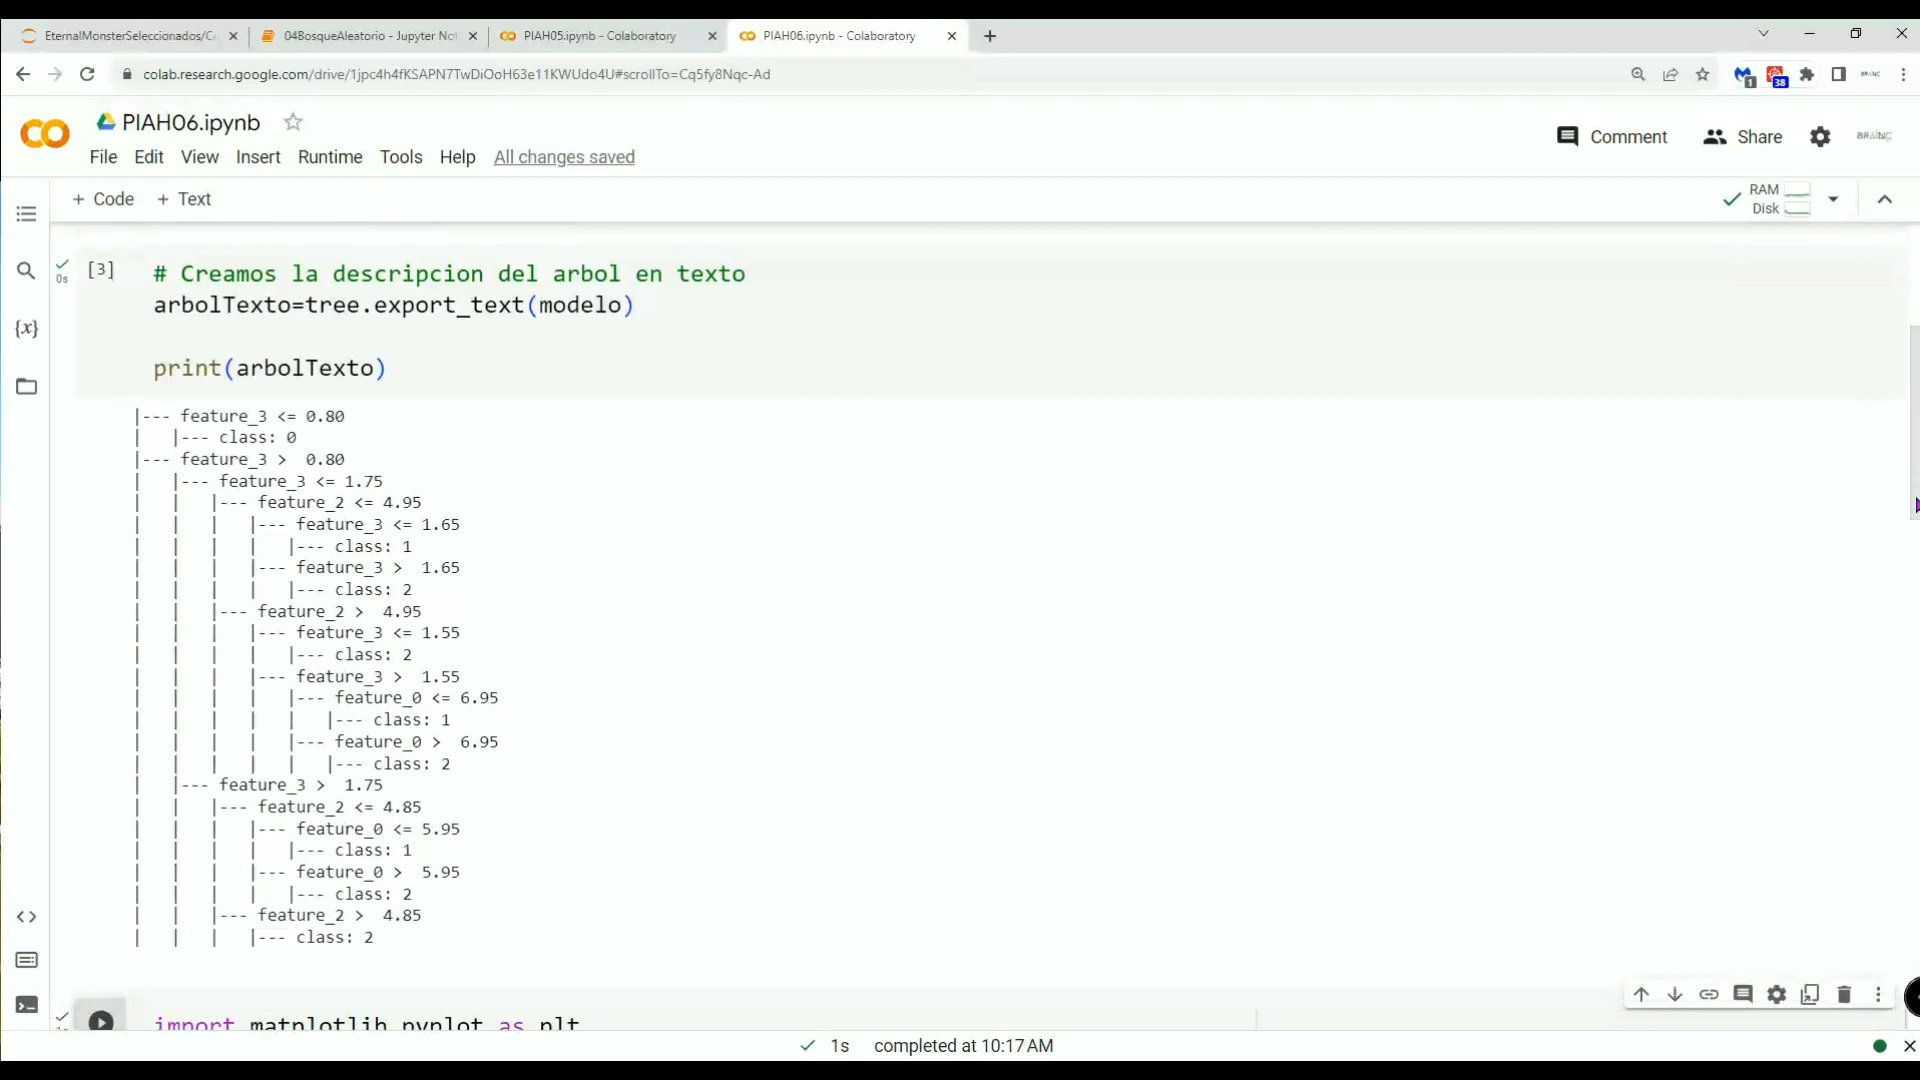 EternalMonsterSeleccionados/C
04BosqueAleatorio - Jupyter Not
PIAH05.ipynb - Colaboratory
PIAH06.ipynb - Colaboratory
colab.research.google.com/drive/1jpc4h4fKSAPN7TwDiOoH63e11KWUdo4U#scrollTo=Cq5fy8Nqc-Ad
1
38
BRAINC
PIAH06.ipynb
Comment
Share
BRAINC
File Edit View Insert Runtime Tools Help All changes saved
+ Code + Text
RAM
Disk
{x}
0s
[3]
# Creamos la descripcion del arbol en texto
arbolTexto=tree.export_text(modelo)
print(arbolTexto)
|--- feature_3 <= 0.80
|   |--- class: 0
|--- feature_3 >  0.80
|   |--- feature_3 <= 1.75
|   |   |--- feature_2 <= 4.95
|   |   |   |--- feature_3 <= 1.65
|   |   |   |   |--- class: 1
|   |   |   |--- feature_3 >  1.65
|   |   |   |   |--- class: 2
|   |   |--- feature_2 >  4.95
|   |   |   |--- feature_3 <= 1.55
|   |   |   |   |--- class: 2
|   |   |   |--- feature_3 >  1.55
|   |   |   |   |--- feature_0 <= 6.95
|   |   |   |   |   |--- class: 1
|   |   |   |   |--- feature_0 >  6.95
|   |   |   |   |   |--- class: 2
|   |--- feature_3 >  1.75
|   |   |--- feature_2 <= 4.85
|   |   |   |--- feature_0 <= 5.95
|   |   |   |   |--- class: 1
|   |   |   |--- feature_0 >  5.95
|   |   |   |   |--- class: 2
|   |   |--- feature_2 >  4.85
|   |   |   |--- class: 2
import matplotlib.pyplot as plt
1s completed at 10:17 AM